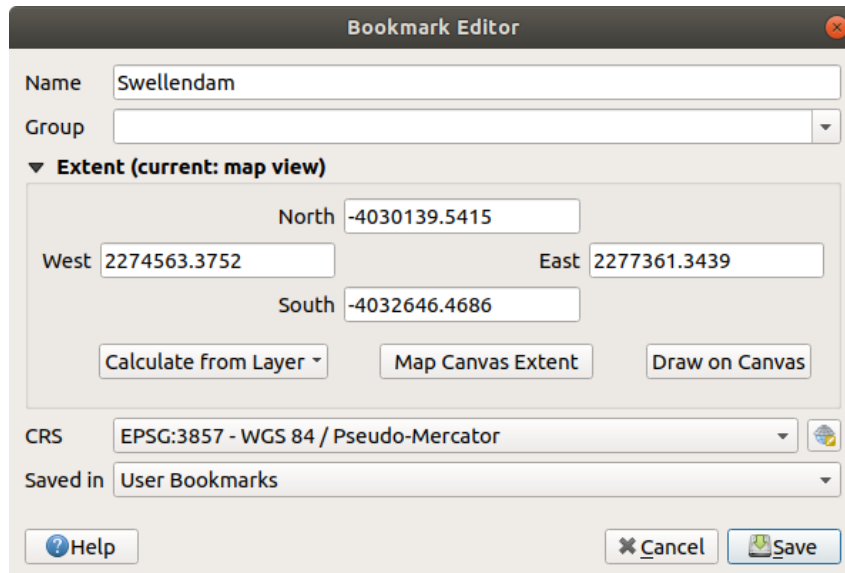 Bookmark Editor
Name Swellendam
Group
Extent (current: map view)
North -4030139.5415
West 2274563.3752 East 2277361.3439
South -4032646.4686
Calculate from Layer Map Canvas Extent Draw on Canvas
CRS EPSG:3857 - WGS 84 / Pseudo-Mercator
Saved in User Bookmarks
Help Cancel Save